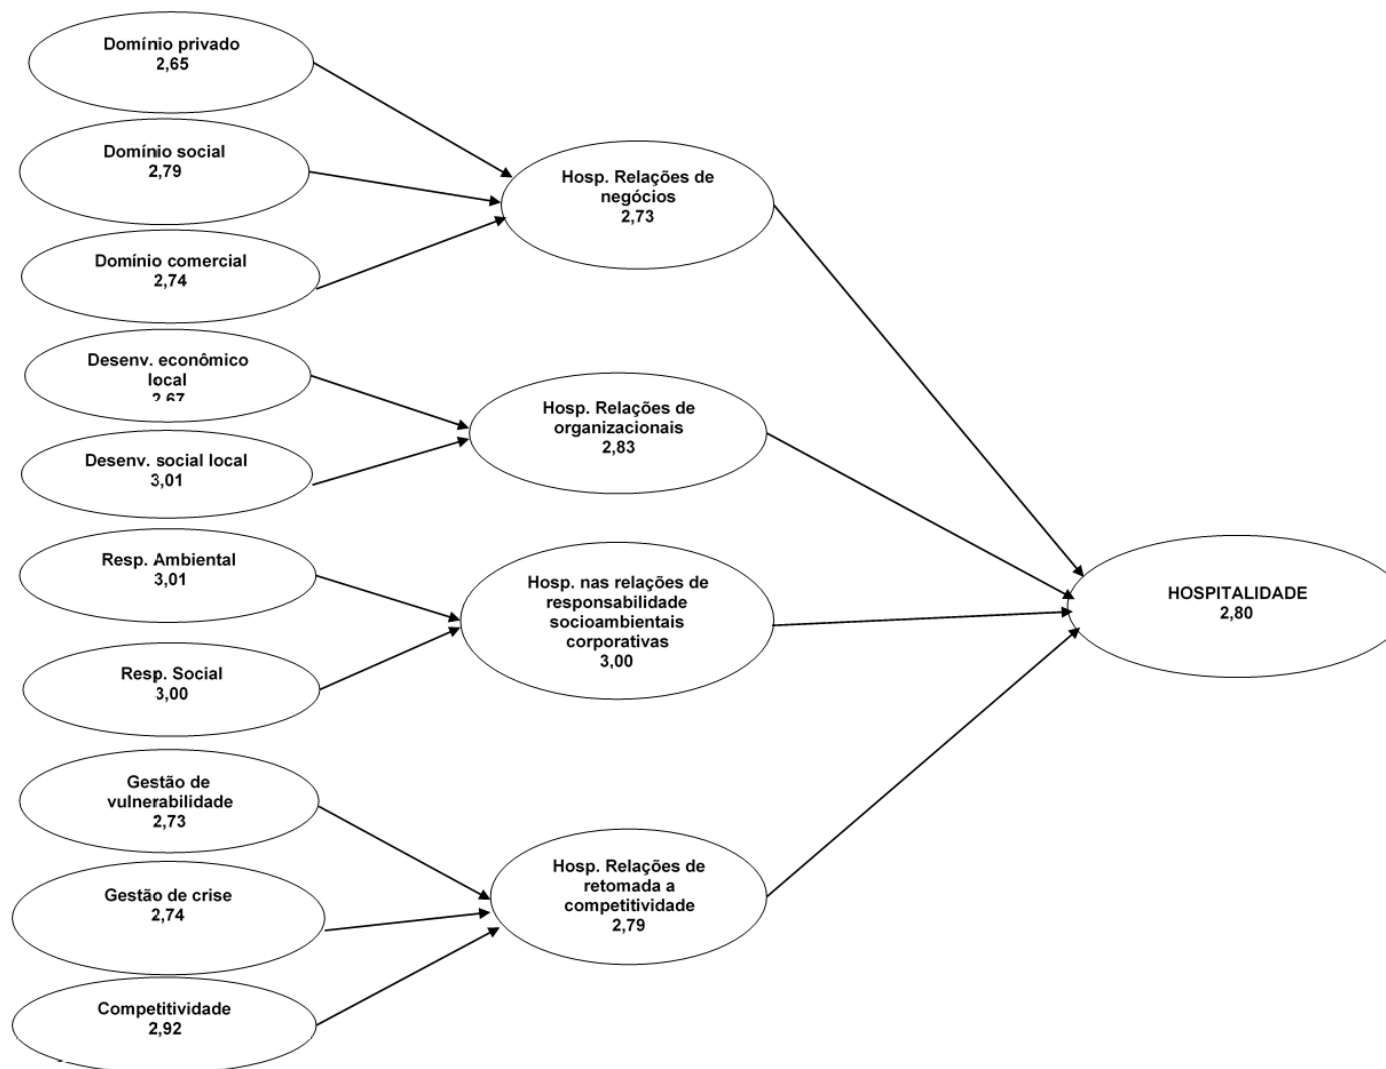 Domínio privado
2,65
Domínio social
2,79
Domínio comercial
2,74
Desenv. econômico
local
2,67
Desenv. social local
3,01
Resp. Ambiental
3,01
Resp. Social
3,00
Gestão de
vulnerabilidade
2,73
Gestão de crise
2,74
Competitividade
2,92
Hosp. Relações de
negócios
2,73
Hosp. Relações de
organizacionais
2,83
Hosp. nas relações de
responsabilidade
socioambientais
corporativas
3,00
Hosp. Relações de
retomada a
competitividade
2,79
HOSPITALIDADE
2,80